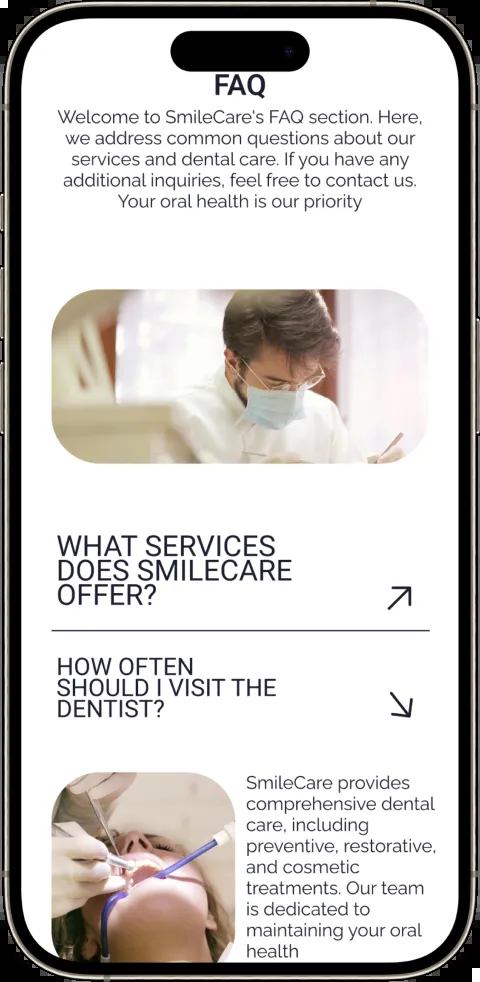 FAQ
Welcome to SmileCare's FAQ section. Here,
we address common questions about our
services and dental care. If you have any
additional inquiries, feel free to contact us.
Your oral health is our priority
WHAT SERVICES
DOES SMILECARE
OFFER?
HOW OFTEN
SHOULD I VISIT THE
DENTIST?
SmileCare provides
comprehensive dental
care, including
preventive, restorative,
and cosmetic
treatments. Our team
is dedicated to
maintaining your oral
health